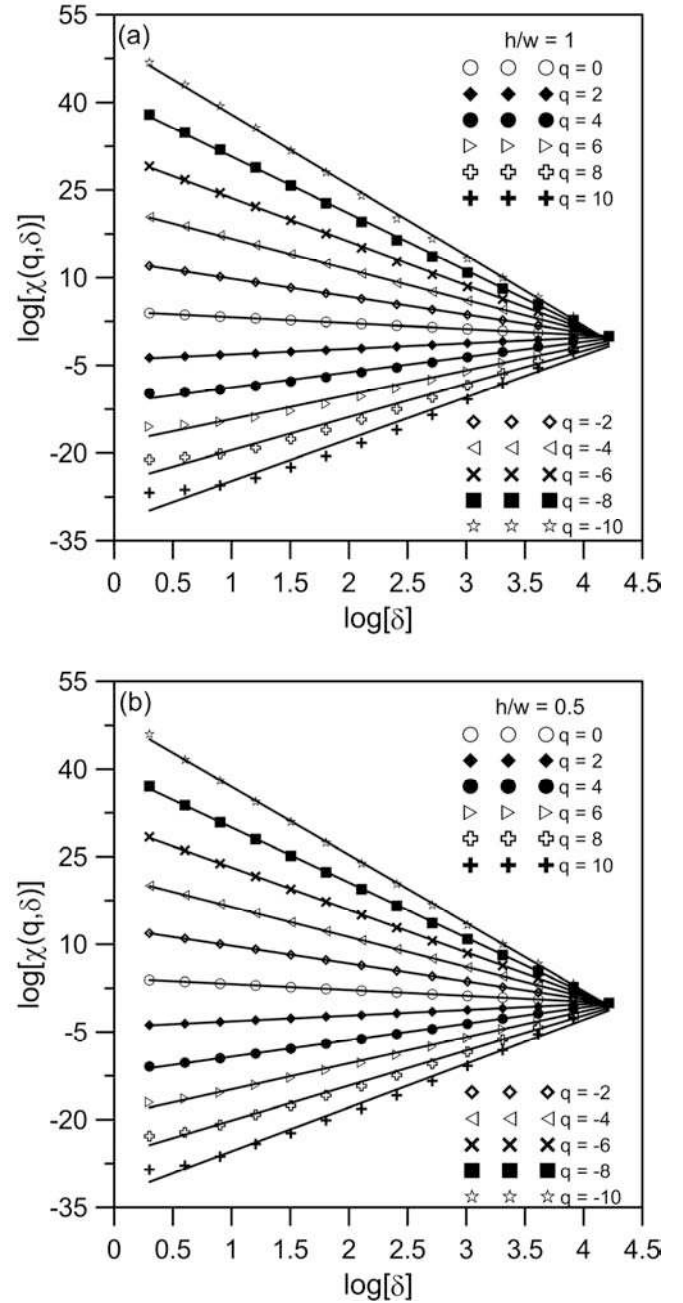 (a)
h/w = 1
q = 0
q = 2
q = 4
q = 6
q = 8
q = 10
q = -2
q = -4
q = -6
q = -8
q = -10
55
40
25
10
-5
-20
-35
log[χ(q,δ)]
0 0.5 1 1.5 2 2.5 3 3.5 4 4.5
log[δ]
(b)
h/w = 0.5
q = 0
q = 2
q = 4
q = 6
q = 8
q = 10
q = -2
q = -4
q = -6
q = -8
q = -10
55
40
25
10
-5
-20
-35
log[χ(q,δ)]
0 0.5 1 1.5 2 2.5 3 3.5 4 4.5
log[δ]